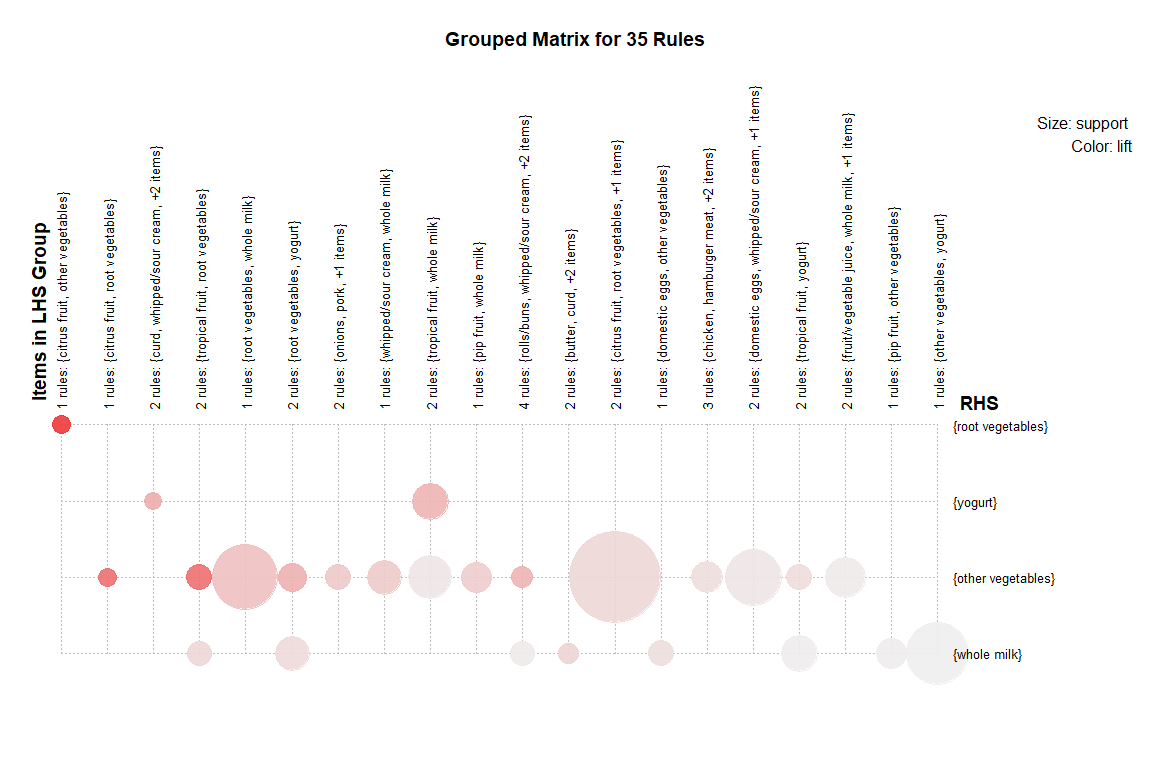 Grouped Matrix for 35 Rules
Size: support
Color: lift
Items in LHS Group
1 rules: {citrus fruit, other vegetables}
1 rules: {citrus fruit, root vegetables}
2 rules: {curd, whipped/sour cream, +2 items}
2 rules: {tropical fruit, root vegetables}
1 rules: {root vegetables, whole milk}
2 rules: {root vegetables, yogurt}
2 rules: {onions, pork, +1 items}
1 rules: {whipped/sour cream, whole milk}
2 rules: {tropical fruit, whole milk}
1 rules: {pip fruit, whole milk}
4 rules: {rolls/buns, whipped/sour cream, +2 items}
2 rules: {butter, curd, +2 items}
2 rules: {citrus fruit, root vegetables, +1 items}
1 rules: {domestic eggs, other vegetables}
3 rules: {chicken, hamburger meat, +2 items}
2 rules: {domestic eggs, whipped/sour cream, +1 items}
2 rules: {tropical fruit, yogurt}
2 rules: {fruit/vegetable juice, whole milk, +1 items}
1 rules: {pip fruit, other vegetables}
1 rules: {other vegetables, yogurt}
RHS
{root vegetables}
{yogurt}
{other vegetables}
{whole milk}